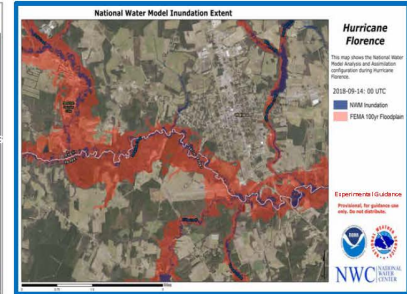 National Water Model Inundation Extent
Hurricane
Florence
This map shows the National Water
Model Analysis and Assimilation
configuration during Hurricane
Florence.
2018-09-14: 00 UTC
NWM Inundation
FEMA 100yr Floodplain
Experimental Guidance
Provisional, for guidance use
only. Do not distribute.
NWC
NATIONAL
WATER
CENTER